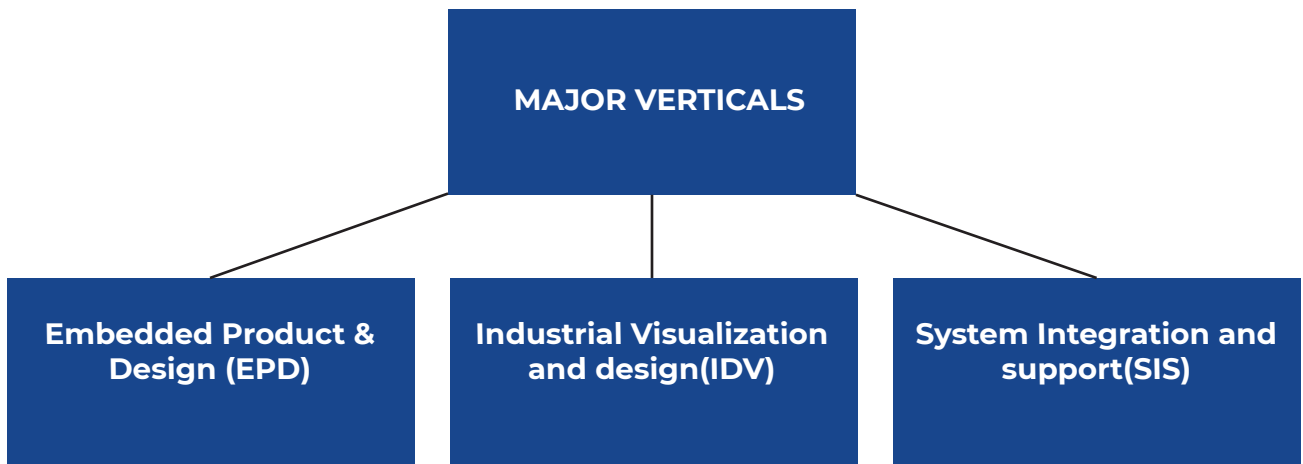 MAJOR VERTICALS
Embedded Product &
Design (EPD)
Industrial Visualization
and design(IDV)
System Integration and
support(SIS)